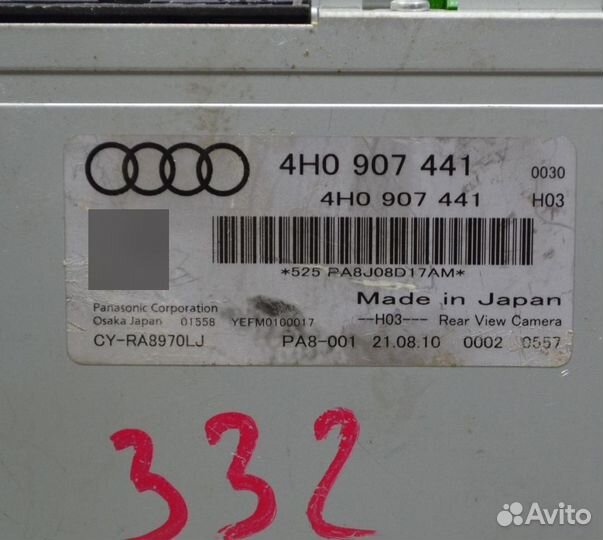 4H0 907 441 0030
4H0 907 441 H03
*525 PA8J08D17AM*
Made in Japan
Panasonic Corporation
Osaka Japan 01558 YEFM0100017 --H03--- Rear View Camera
CY-RA8970LJ PA8-001 21.08.10 0002 0557
332
Avito